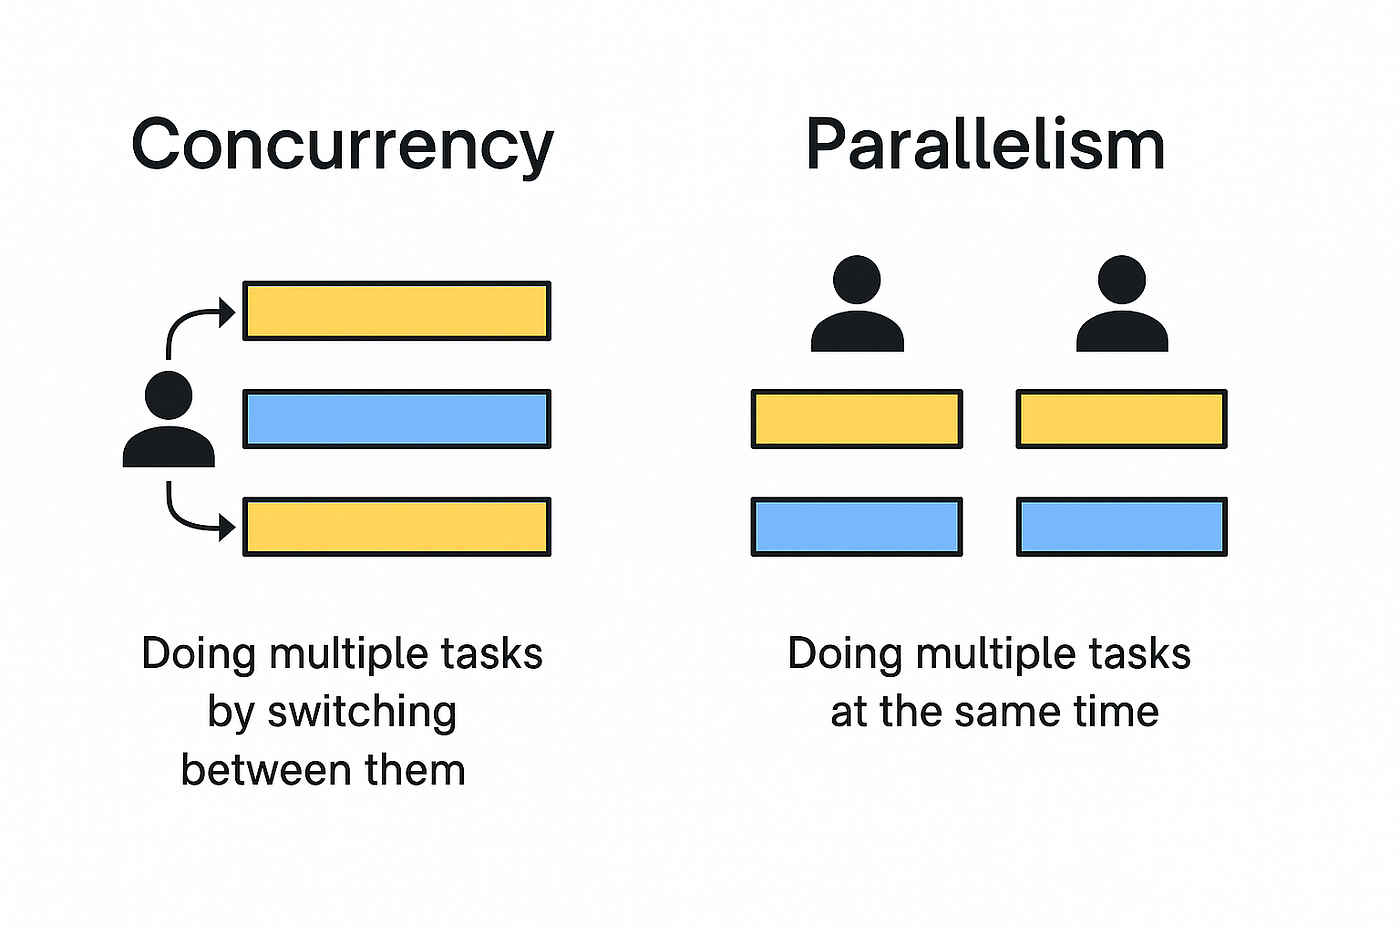 Concurrency
Doing multiple tasks
by switching
between them
Parallelism
Doing multiple tasks
at the same time